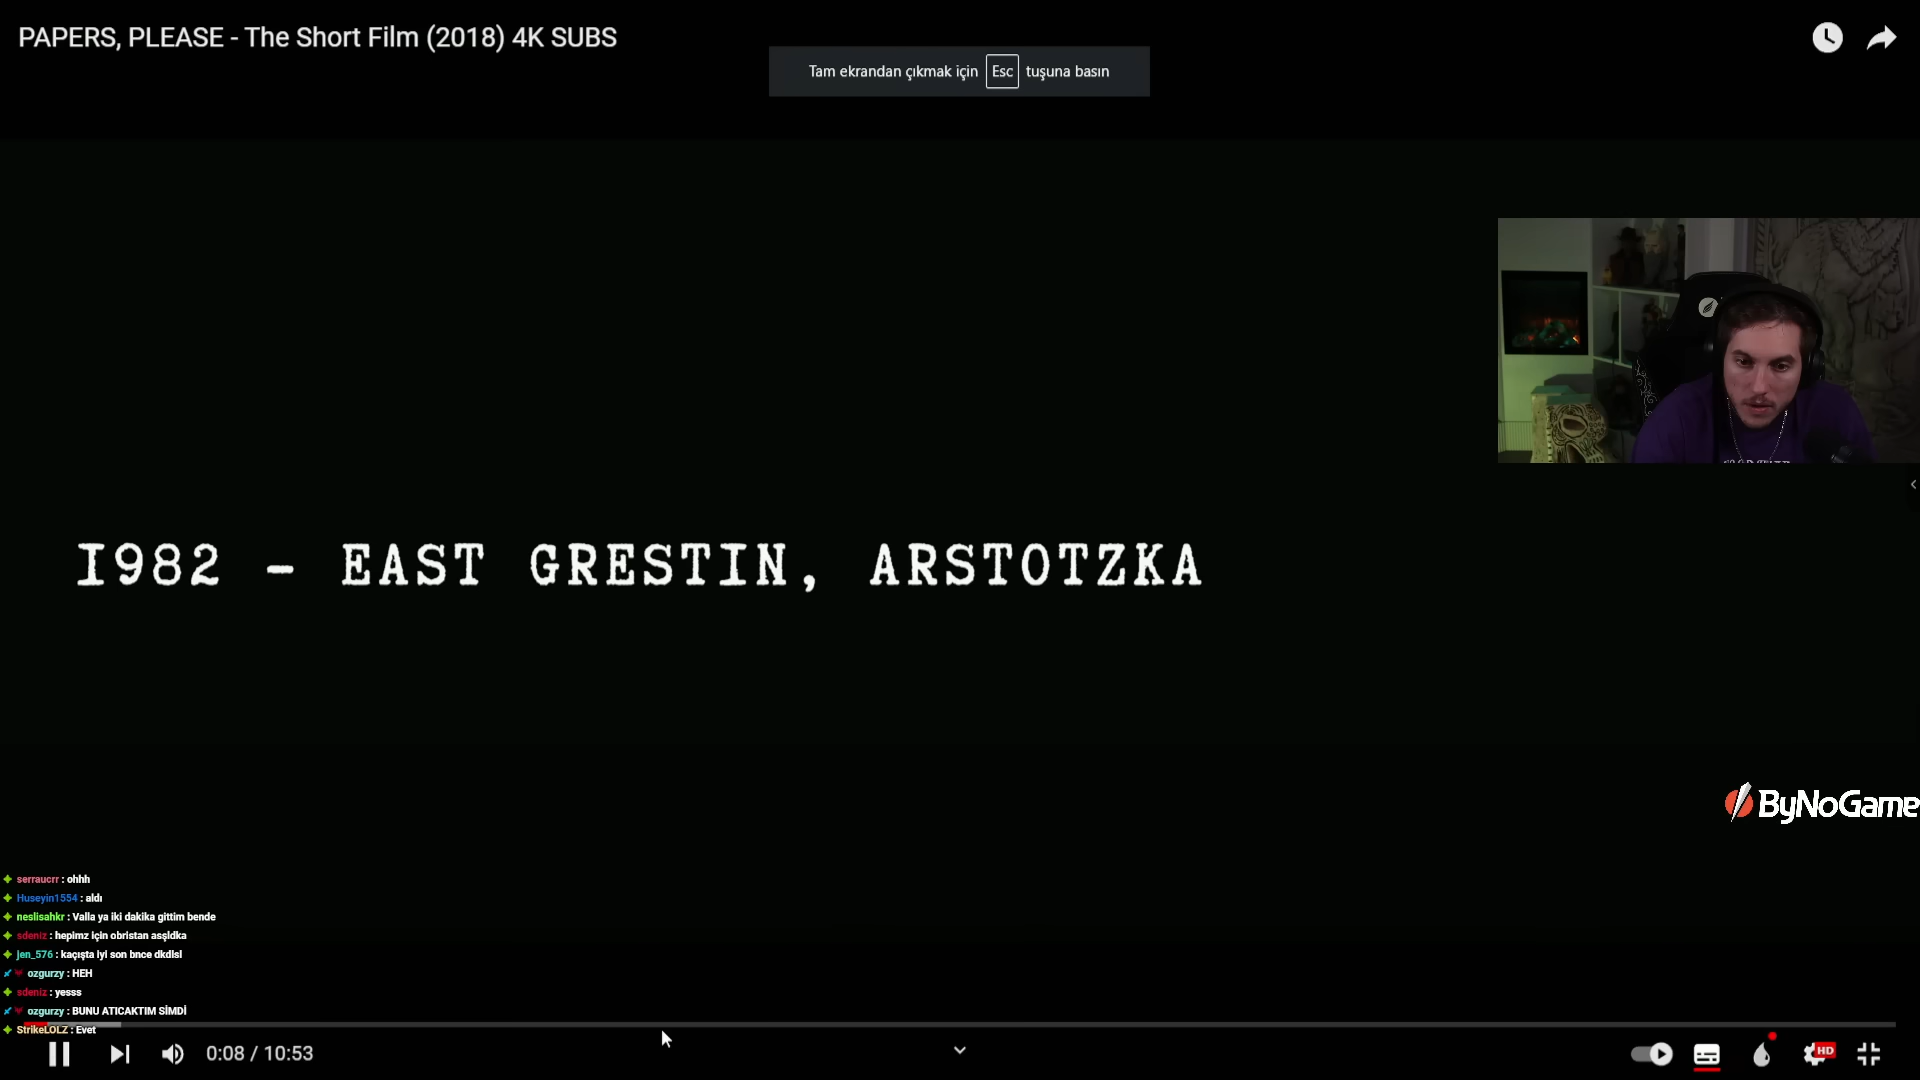 PAPERS, PLEASE - The Short Film (2018) 4K SUBS
Tam ekrandan çıkmak için Esc tuşuna basın
1982 - EAST GRESTIN, ARSTOTZKA
ByNoGame
serraucrr : ohhh
Huseyin1554 : aldı
neslisahkr : Valla ya iki dakika gittim bende
sdeniz : hepimz için obristan asşldka
jen_576 : kaçışta iyi son bnce dkdlsl
ozgurzy : HEH
sdeniz : yesss
ozgurzy : BUNU ATICAKTIM SİMDİ
StrikeLOLZ : Evet
0:08 / 10:53
HD